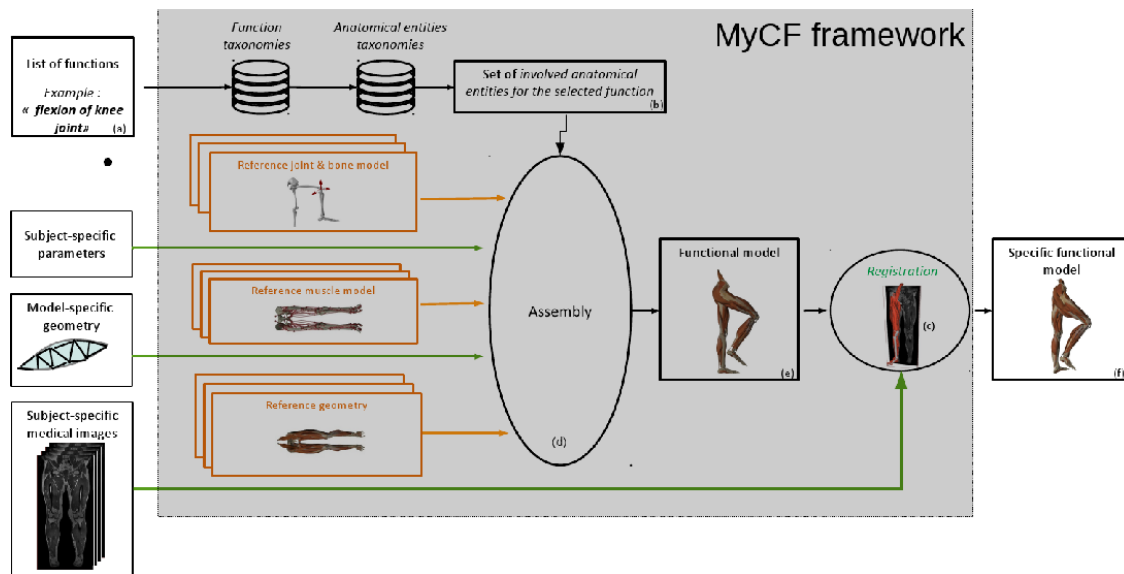 MyCF framework
Function
taxonomies
Anatomical entities
taxonomies
List of functions
Example :
« flexion of knee
joint»
(a)
Set of involved anatomical
entities for the selected function
(b)
Reference joint & bone model
Subject-specific
parameters
Reference muscle model
Model-specific
geometry
Reference geometry
Subject-specific
medical images
Assembly
(d)
Functional model
(e)
Registration
(c)
Specific functional
model
(f)